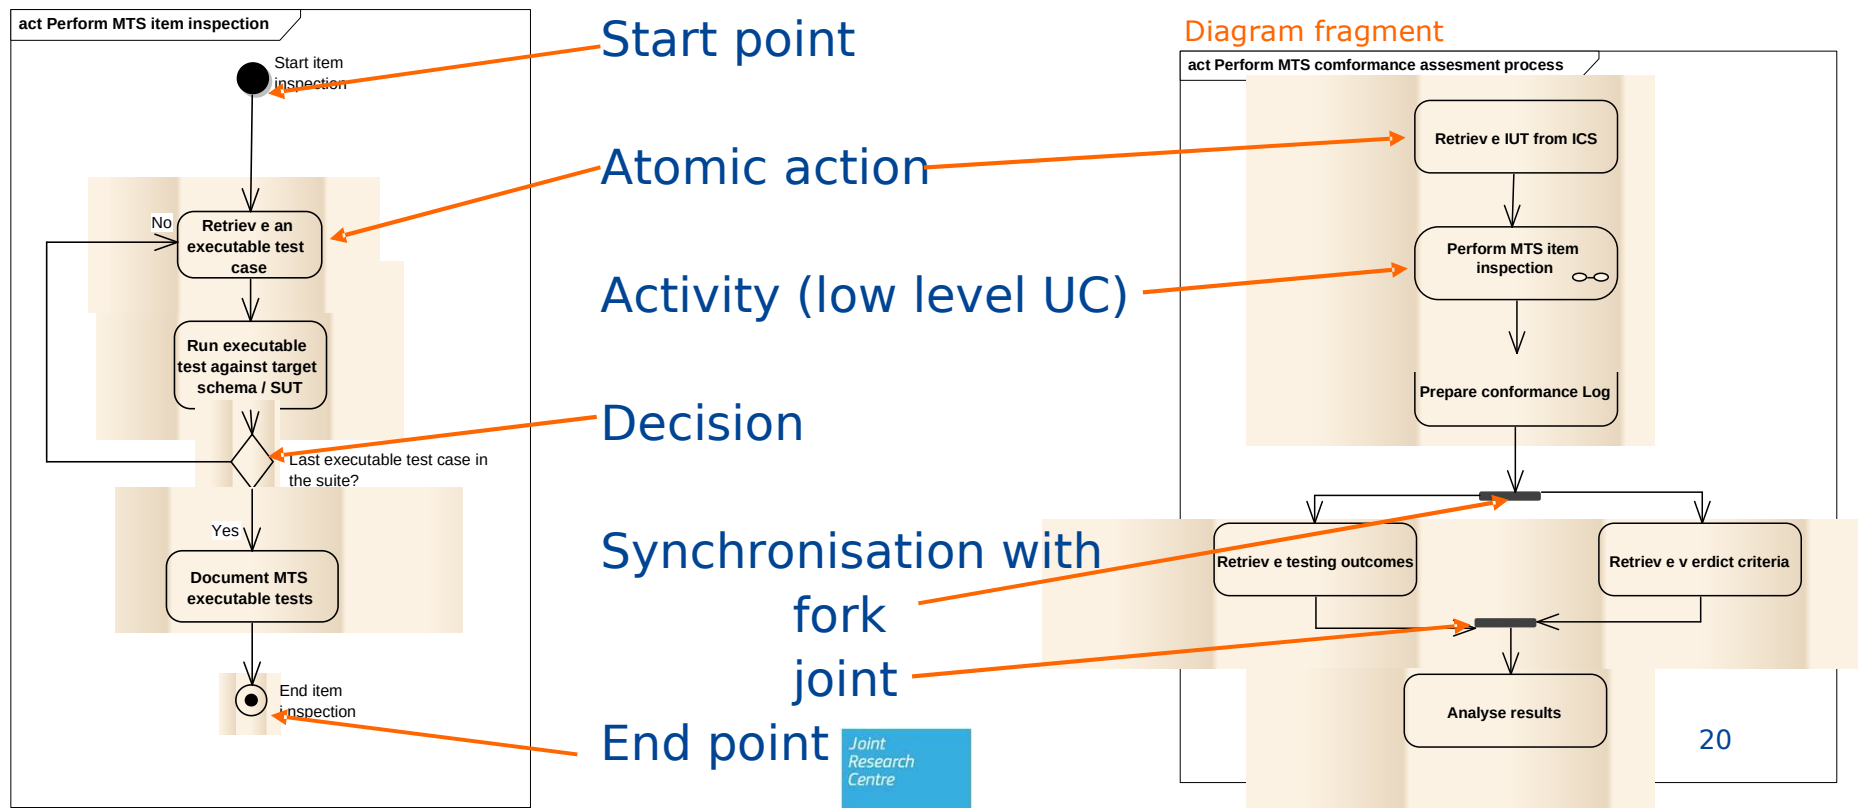 act Perform MTS item inspection
Start item
inspection
No
Retriev e an
executable test
case
Run executable
test against target
schema / SUT
Last executable test case in
the suite?
Yes
Document MTS
executable tests
End item
inspection
Start point
Atomic action
Activity (low level UC)
Decision
Synchronisation with
fork
joint
End point
Joint
Research
Centre
Diagram fragment
act Perform MTS comformance assesment process
Retriev e IUT from ICS
Perform MTS item
inspection
Prepare conformance Log
Retriev e testing outcomes
Retriev e v erdict criteria
Analyse results
20